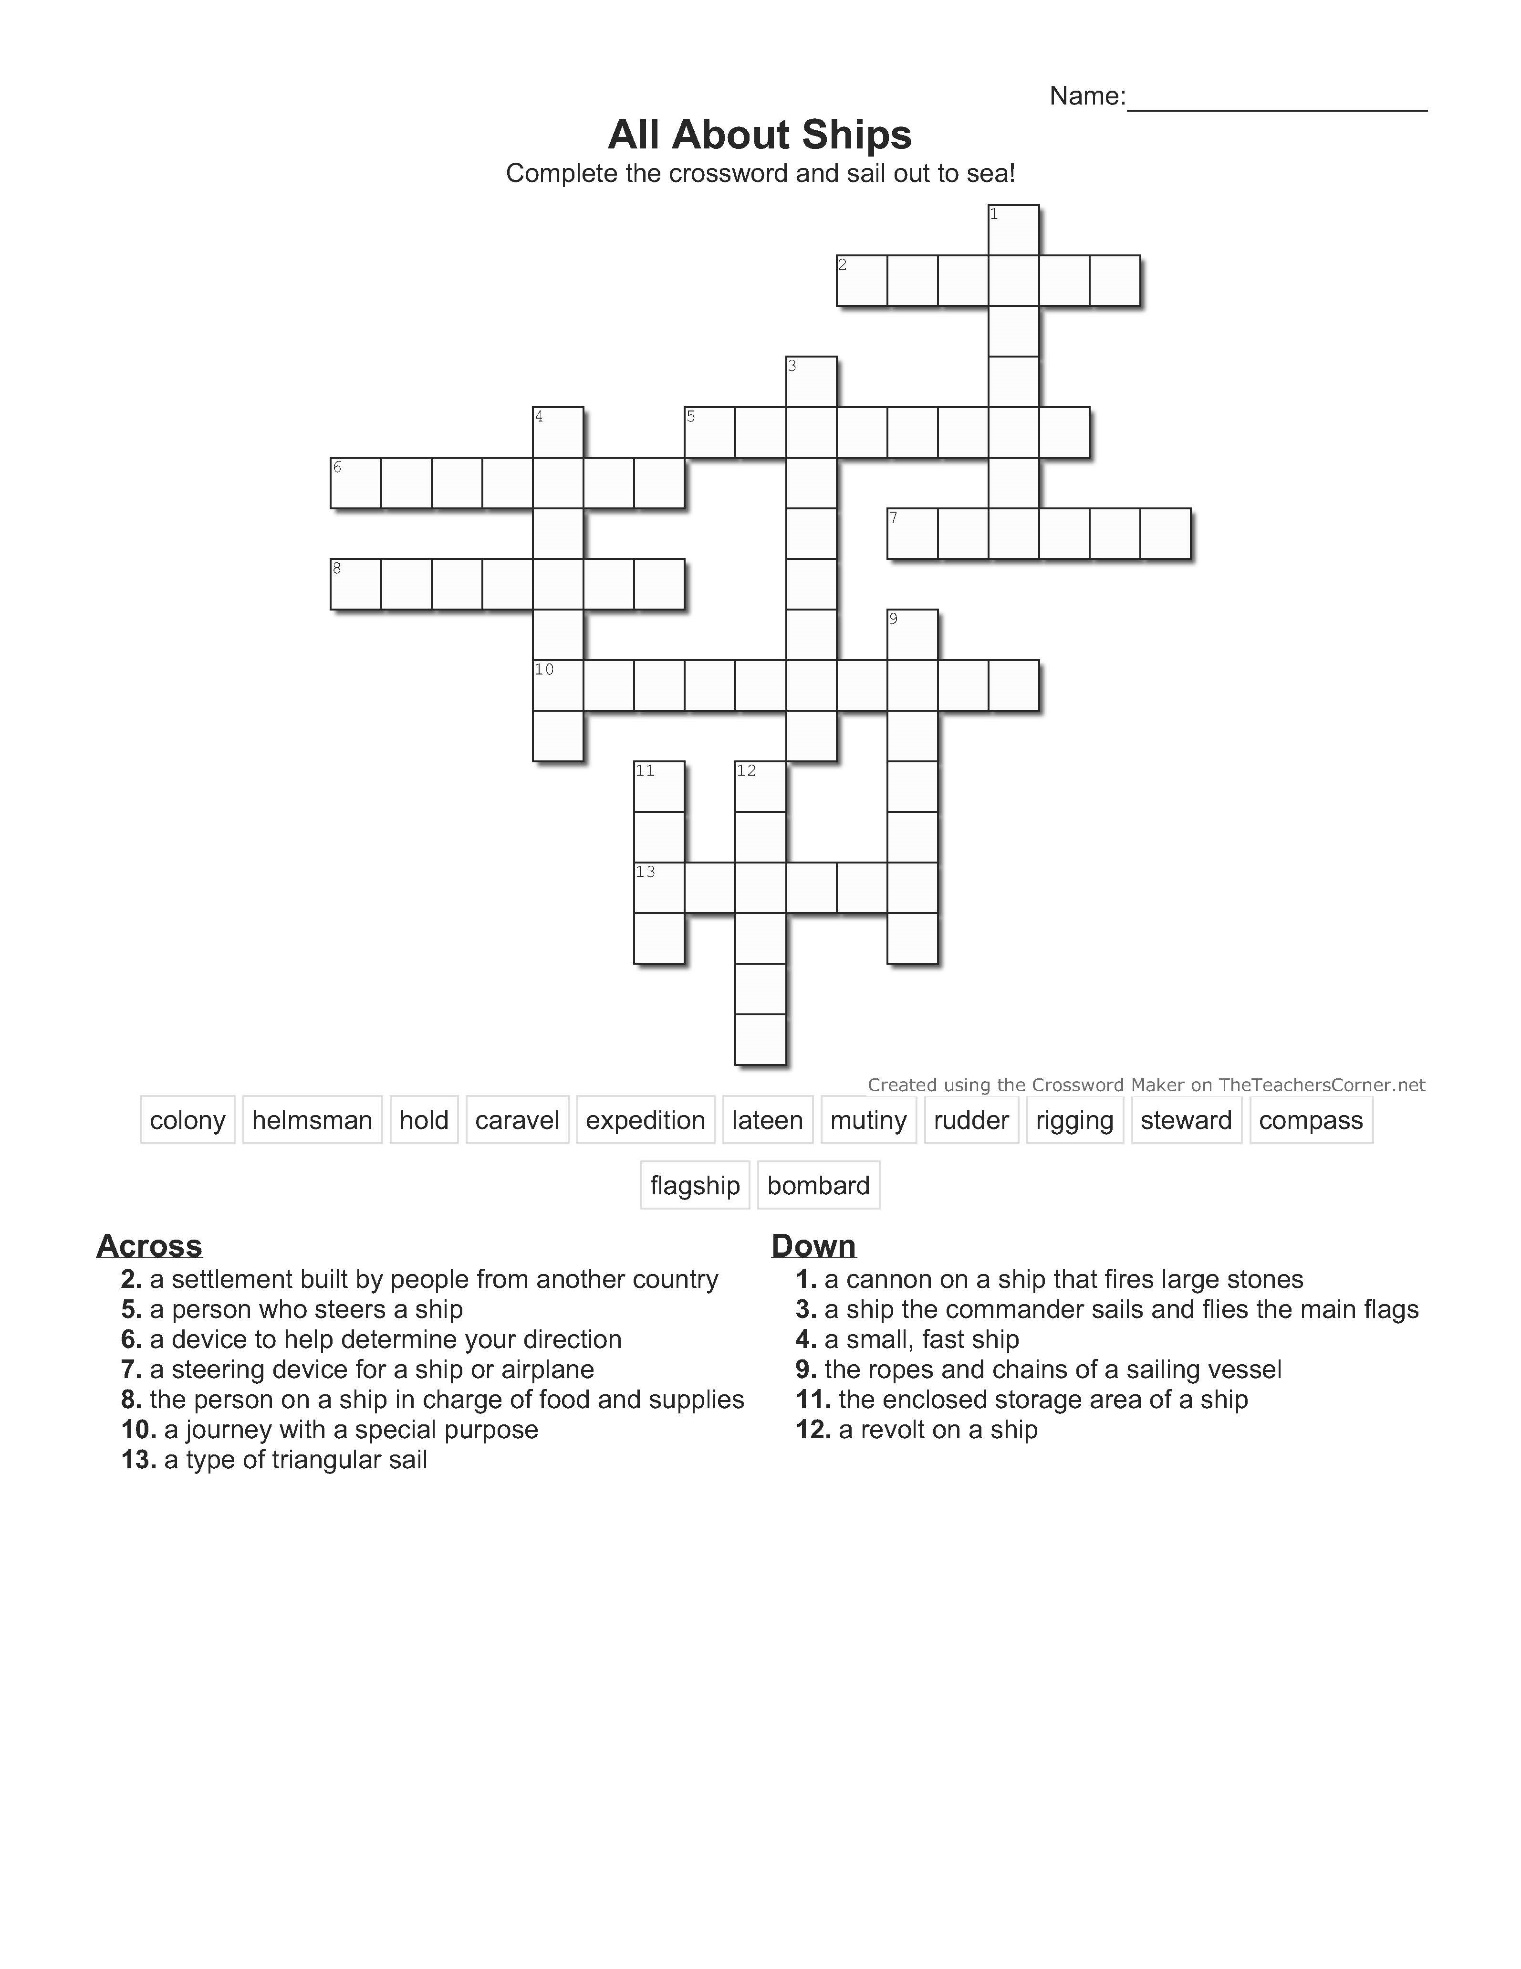 Name:
All About Ships
Complete the crossword and sail out to sea!
1
2
3
4
5
6
7
8
9
10
11
12
13
Created using the Crossword Maker on TheTeachersCorner.net
colony helmsman hold caravel expedition lateen mutiny rudder rigging steward compass
flagship bombard
Across
2. a settlement built by people from another country
5. a person who steers a ship
6. a device to help determine your direction
7. a steering device for a ship or airplane
8. the person on a ship in charge of food and supplies
10. a journey with a special purpose
13. a type of triangular sail
Down
1. a cannon on a ship that fires large stones
3. a ship the commander sails and flies the main flags
4. a small, fast ship
9. the ropes and chains of a sailing vessel
11. the enclosed storage area of a ship
12. a revolt on a ship